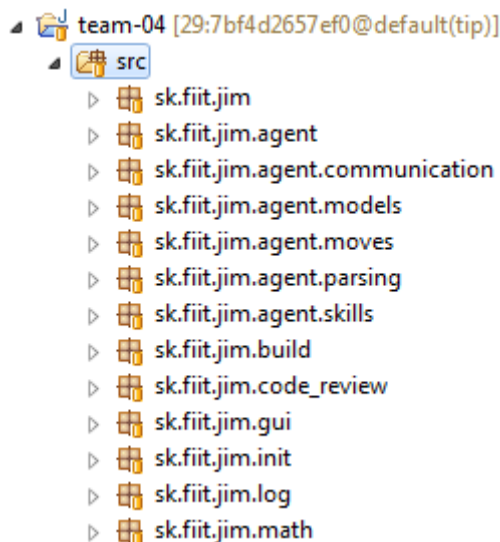 team-04 [29:7bf4d2657ef0@default(tip)]
src
sk.fiit.jim
sk.fiit.jim.agent
sk.fiit.jim.agent.communication
sk.fiit.jim.agent.models
sk.fiit.jim.agent.moves
sk.fiit.jim.agent.parsing
sk.fiit.jim.agent.skills
sk.fiit.jim.build
sk.fiit.jim.code_review
sk.fiit.jim.gui
sk.fiit.jim.init
sk.fiit.jim.log
sk.fiit.jim.math